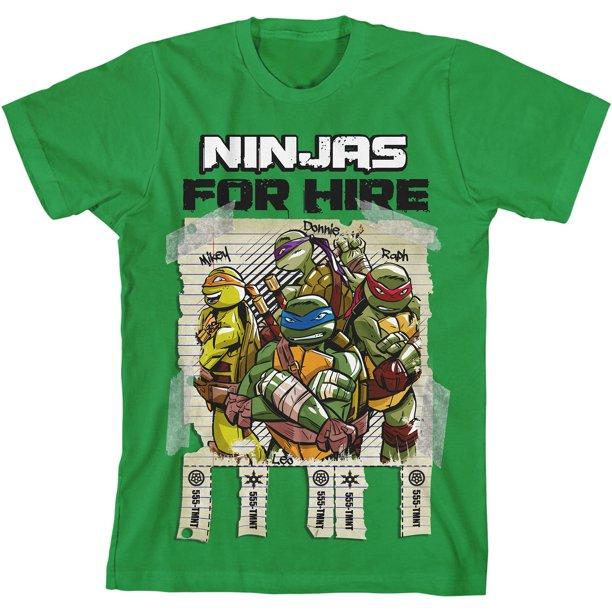 NINJAS
FOR HIRE
Donnie
Mikey
Raph
Leo
555-TMNT
555-TMNT
555-TMNT
555-TMNT
555-TMNT